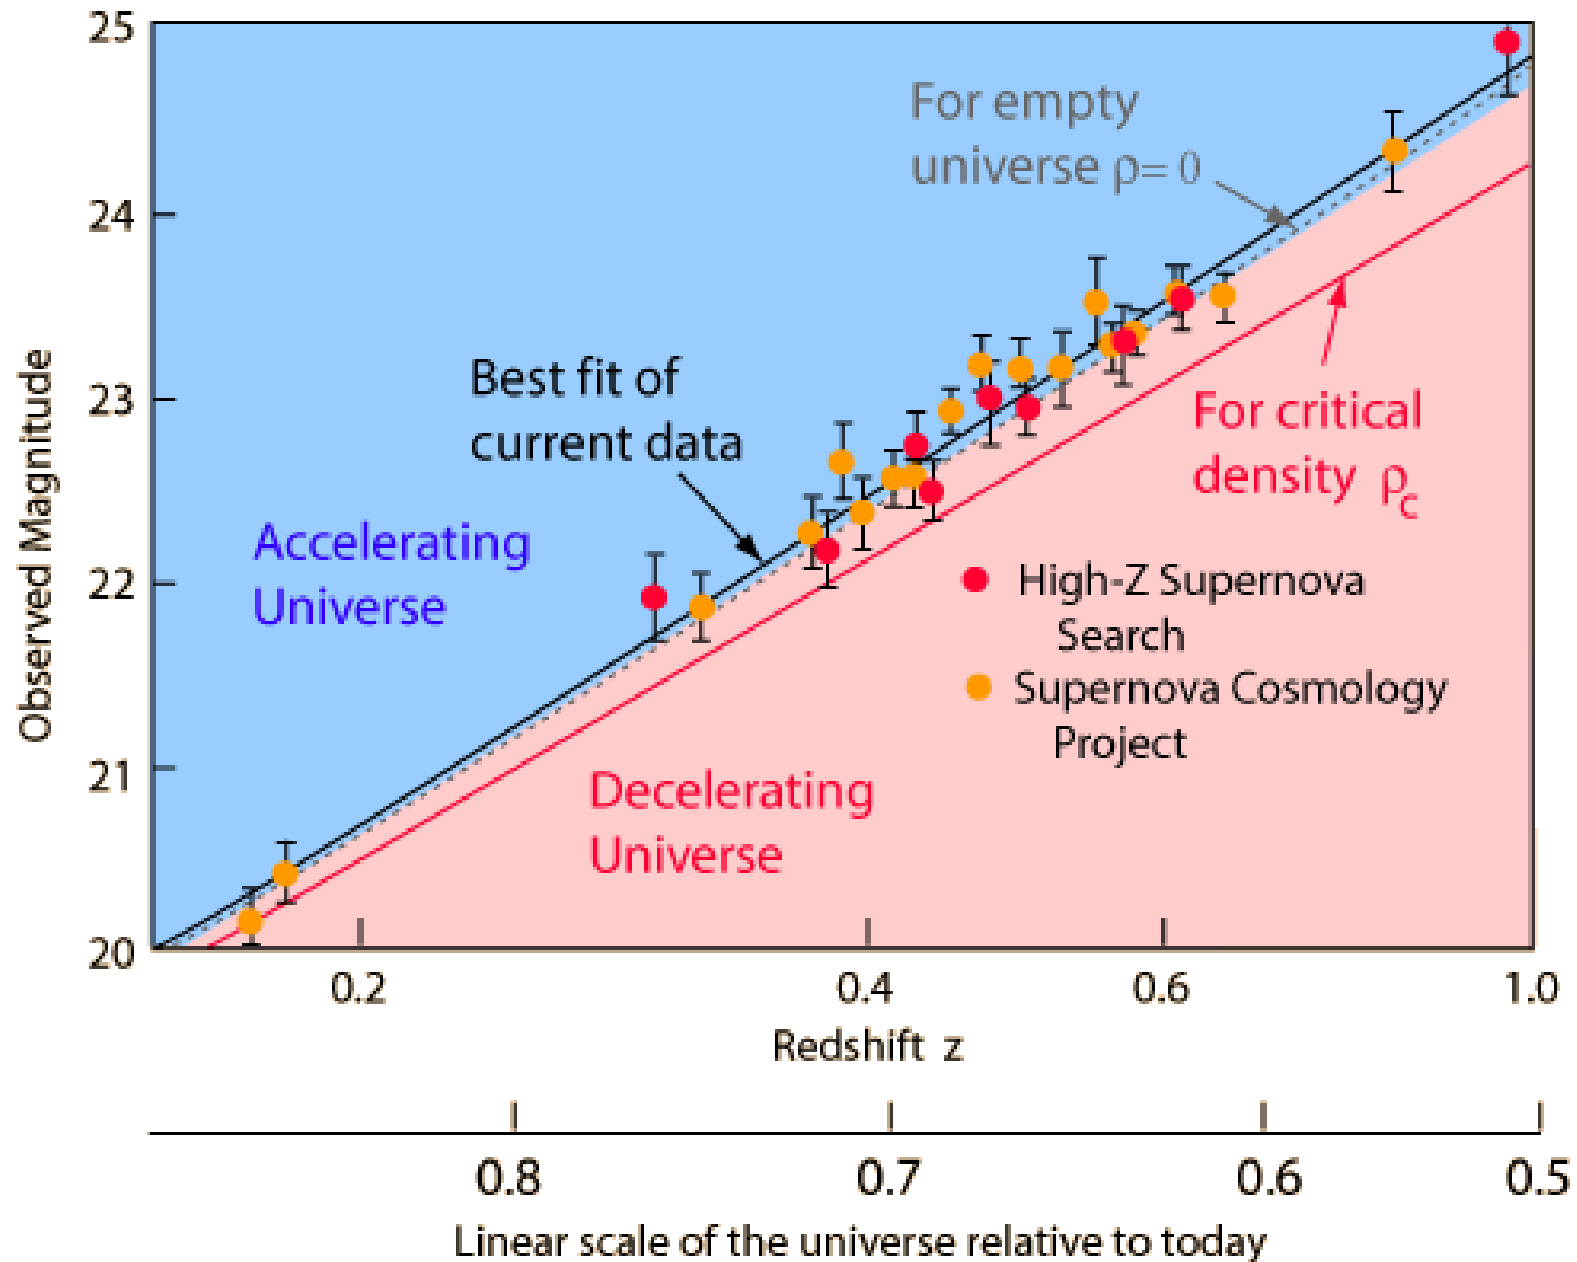 25
24
23
22
21
20
Observed Magnitude
For empty
universe ρ= 0
Best fit of
current data
Accelerating
Universe
For critical
density ρc
High-Z Supernova
Search
Supernova Cosmology
Project
Decelerating
Universe
0.2 0.4 0.6 1.0
Redshift z
0.8 0.7 0.6 0.5
Linear scale of the universe relative to today